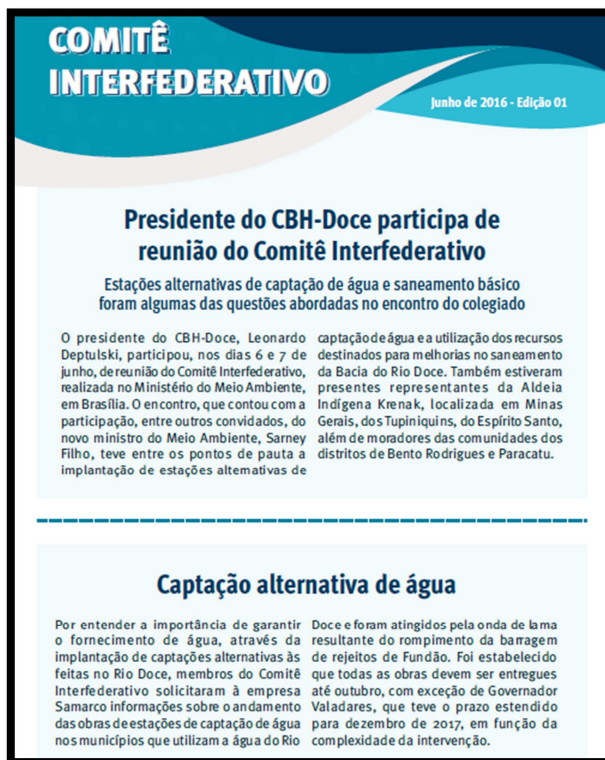 COMITÊ
INTERFEDERATIVO
Junho de 2016 - Edição 01
Presidente do CBH-Doce participa de
reunião do Comitê Interfederativo
Estações alternativas de captação de água e saneamento básico
foram algumas das questões abordadas no encontro do colegiado
O presidente do CBH-Doce, Leonardo
Deptulski, participou, nos dias 6 e 7 de
junho, de reunião do Comitê Interfederativo,
realizada no Ministério do Meio Ambiente,
em Brasília. O encontro, que contou com a
participação, entre outros convidados, do
novo ministro do Meio Ambiente, Sarney
Filho, teve entre os pontos de pauta a
implantação de estações alternativas de
captação de água e a utilização dos recursos
destinados para melhorias no saneamento
da Bacia do Rio Doce. Também estiveram
presentes representantes da Aldeia
Indígena Krenak, localizada em Minas
Gerais, dos Tupiniquins, do Espírito Santo,
além de moradores das comunidades dos
distritos de Bento Rodrigues e Paracatu.
Captação alternativa de água
Por entender a importância de garantir
o fornecimento de água, através da
implantação de captações alternativas às
feitas no Rio Doce, membros do Comitê
Interfederativo solicitaram à empresa
Samarco informações sobre o andamento
das obras de estações de captação de água
nos municípios que utilizam a água do Rio
Doce e foram atingidos pela onda de lama
resultante do rompimento da barragem
de rejeitos de Fundão. Foi estabelecido
que todas as obras devem ser entregues
até outubro, com exceção de Governador
Valadares, que teve o prazo estendido
para dezembro de 2017, em função da
complexidade da intervenção.